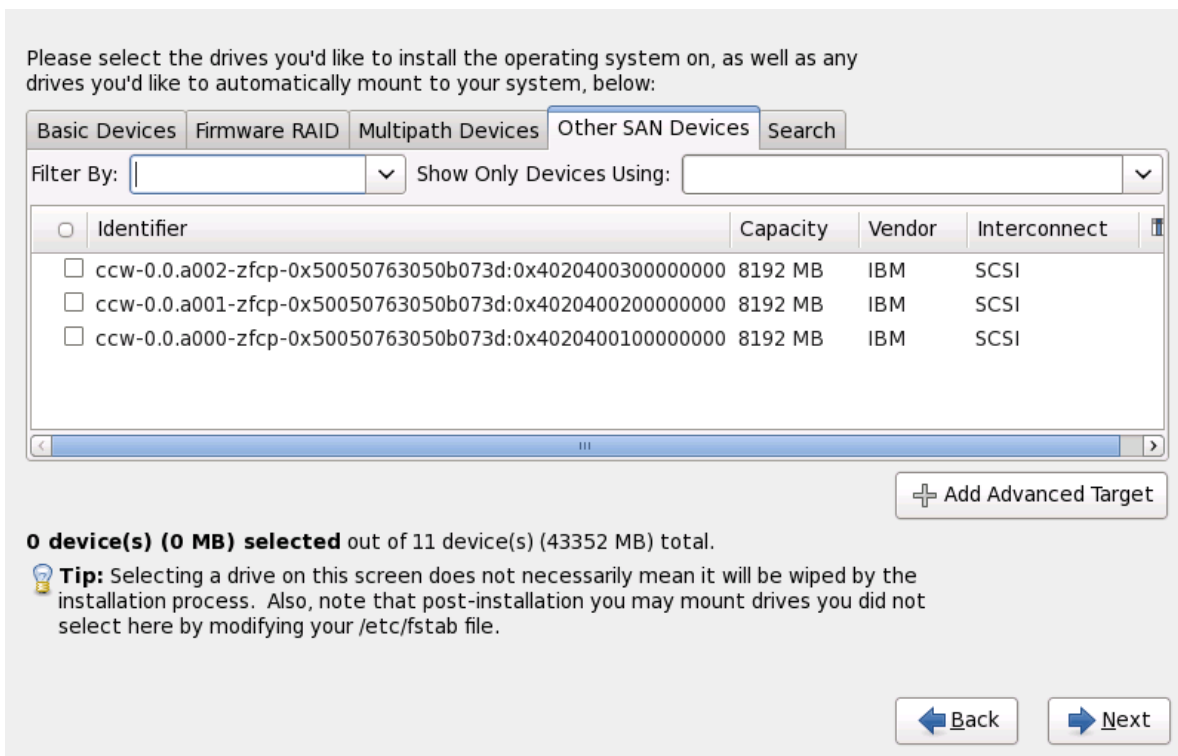 Please select the drives you'd like to install the operating system on, as well as any
drives you'd like to automatically mount to your system, below:
Basic Devices Firmware RAID Multipath Devices Other SAN Devices Search
Filter By: Show Only Devices Using:
Identifier Capacity Vendor Interconnect
ccw-0.0.a002-zfcp-0x50050763050b073d:0x4020400300000000 8192 MB IBM SCSI
ccw-0.0.a001-zfcp-0x50050763050b073d:0x4020400200000000 8192 MB IBM SCSI
ccw-0.0.a000-zfcp-0x50050763050b073d:0x4020400100000000 8192 MB IBM SCSI
Add Advanced Target
0 device(s) (0 MB) selected out of 11 device(s) (43352 MB) total.
Tip: Selecting a drive on this screen does not necessarily mean it will be wiped by the
installation process. Also, note that post-installation you may mount drives you did not
select here by modifying your /etc/fstab file.
Back Next